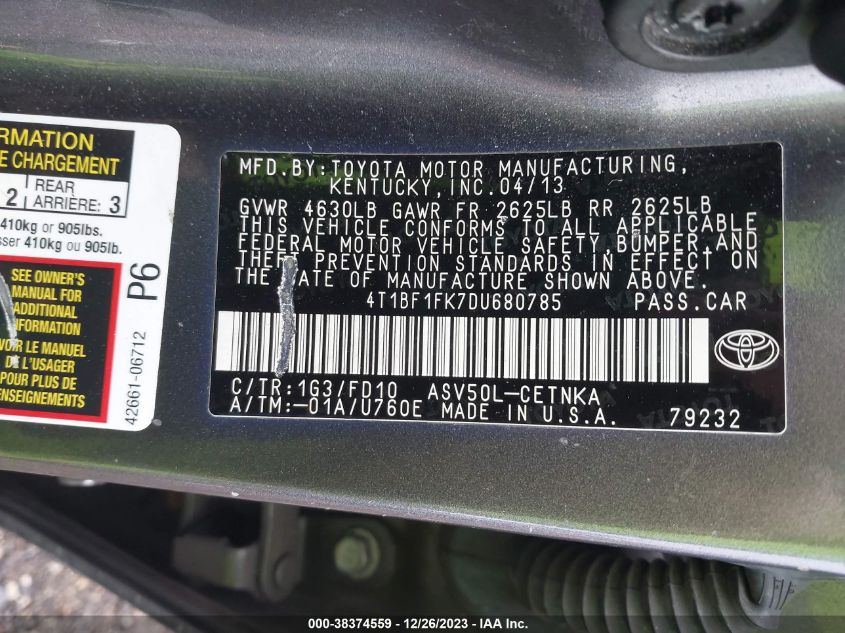 RMATION
E CHARGEMENT
2 REAR
ARRIÈRE: 3
410kg or 905lbs.
sser 410kg ou 905lb.
SEE OWNER'S
MANUAL FOR
ADDITIONAL
INFORMATION
VOIR LE MANUEL
DE L'USAGER
POUR PLUS DE
RENSEIGNEMENTS
P6
42661-06712
MFD.BY:TOYOTA MOTOR MANUFACTURING,
KENTUCKY, INC.04/13
GVWR 4630LB GAWR FR 2625LB RR 2625LB
THIS VEHICLE CONFORMS TO ALL APPLICABLE
FEDERAL MOTOR VEHICLE SAFETY, BUMPER, AND
THEFT PREVENTION STANDARDS IN EFFECT ON
THE DATE OF MANUFACTURE SHOWN ABOVE.
4T1BF1FK7DU680785 PASS.CAR
C/TR:1G3/FD10 ASV50L-CETNKA
A/TM:-01A/U760E MADE IN U.S.A. 79232
000-38374559 – 12/26/2023 – IAA Inc.